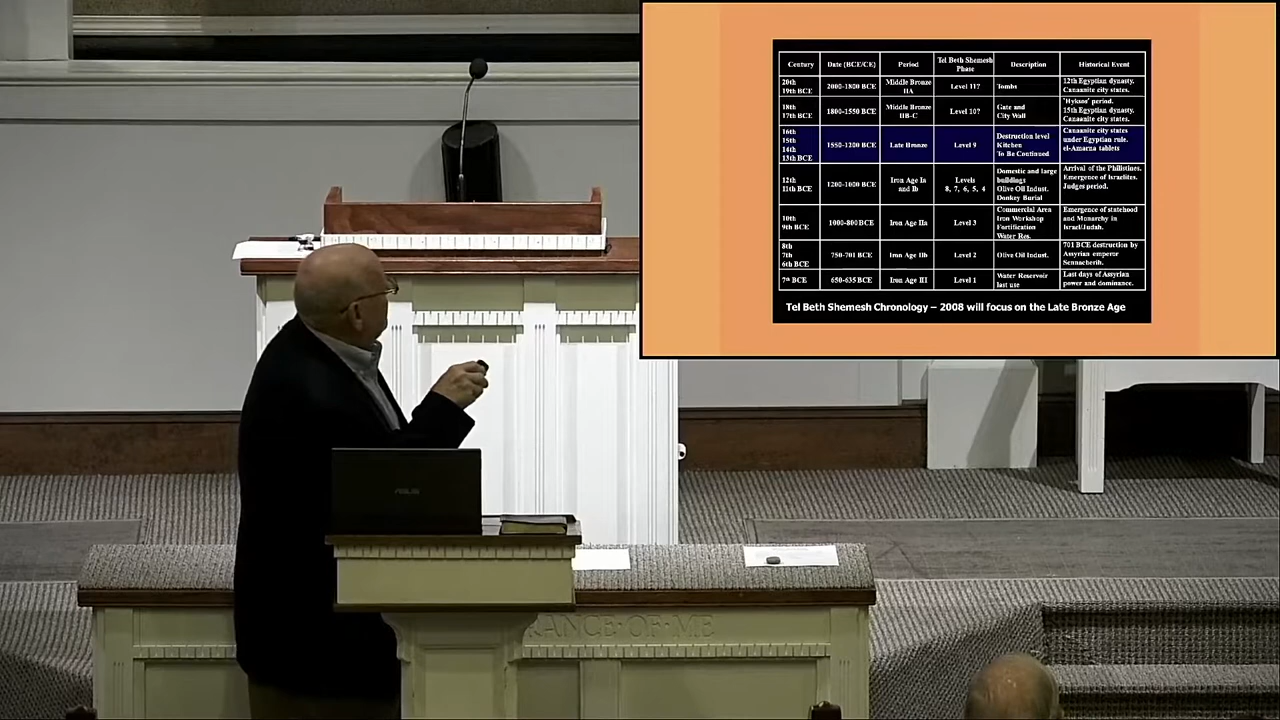 Century Date (BCE/CE) Period Tel Beth Shemesh Phase Description Historical Event
20th
19th BCE
2000-1800 BCE
Middle Bronze
IIA
Level 11?
Tombs
12th Egyptian dynasty.
Canaanite city states.
18th
17th BCE
1800-1550 BCE
Middle Bronze
IIB-C
Level 10?
Gate and
City Wall
"Hyksos" period.
15th Egyptian dynasty.
Canaanite city states.
16th
15th
14th
13th BCE
1550-1200 BCE
Late Bronze
Level 9
Destruction level
Kitchen
To Be Continued
Canaanite city states
under Egyptian rule.
el-Amarna tablets
12th
11th BCE
1200-1000 BCE
Iron Age Ia
and Ib
Levels
8, 7, 6, 5, 4
Domestic and large
buildings
Olive Oil Indust.
Donkey Burial
Arrival of the Philistines.
Emergence of Israelites.
Judges period.
10th
9th BCE
1000-800 BCE
Iron Age IIa
Level 3
Commercial Area
Iron Workshop
Fortification
Water Res.
Emergence of statehood
and Monarchy in
Israel/Judah.
8th
7th
6th BCE
750-701 BCE
Iron Age IIb
Level 2
Olive Oil Indust.
701 BCE destruction by
Assyrian emperor
Sennacherib.
7th BCE
650-635 BCE
Iron Age III
Level 1
Water Reservoir
last use
Last days of Assyrian
power and dominance.
Tel Beth Shemesh Chronology – 2008 will focus on the Late Bronze Age
ASUS
RANCE·OF·ME